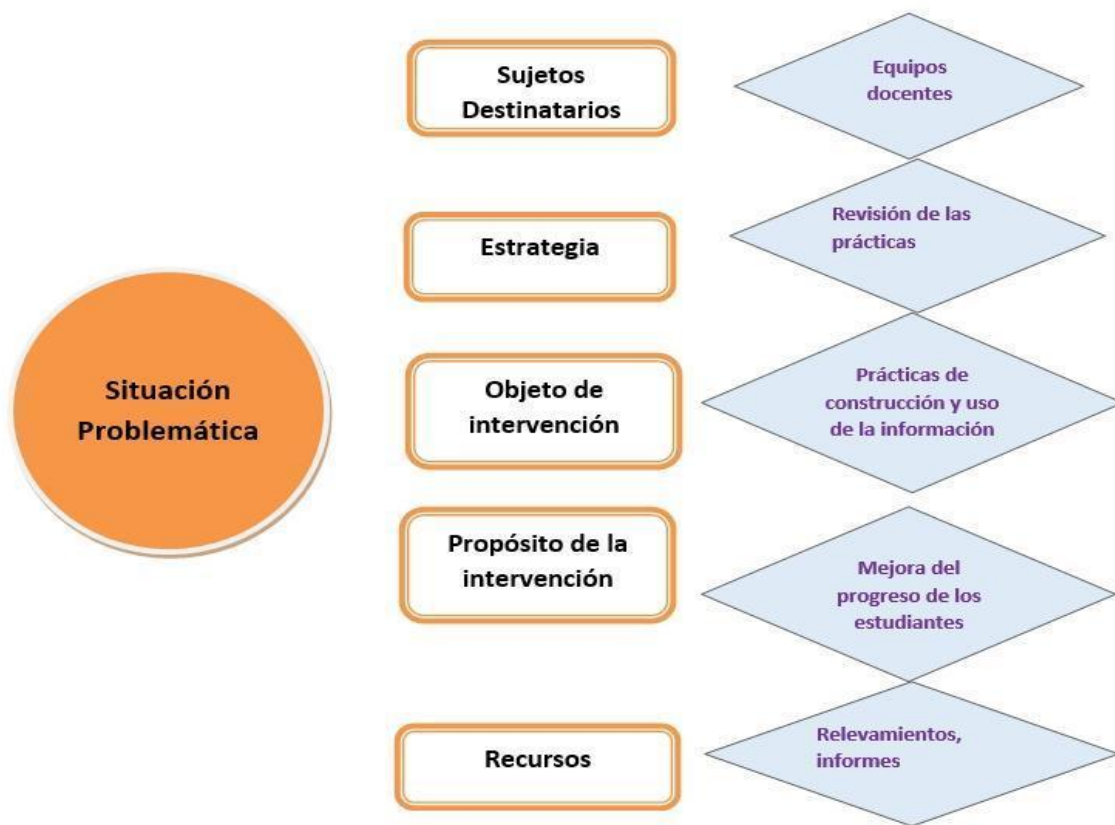 Situación
Problemática
Sujetos
Destinatarios
Equipos
docentes
Estrategia
Revisión de las
prácticas
Objeto de
intervención
Prácticas de
construcción y uso
de la información
Propósito de la
intervención
Mejora del
progreso de los
estudiantes
Recursos
Relevamientos,
informes